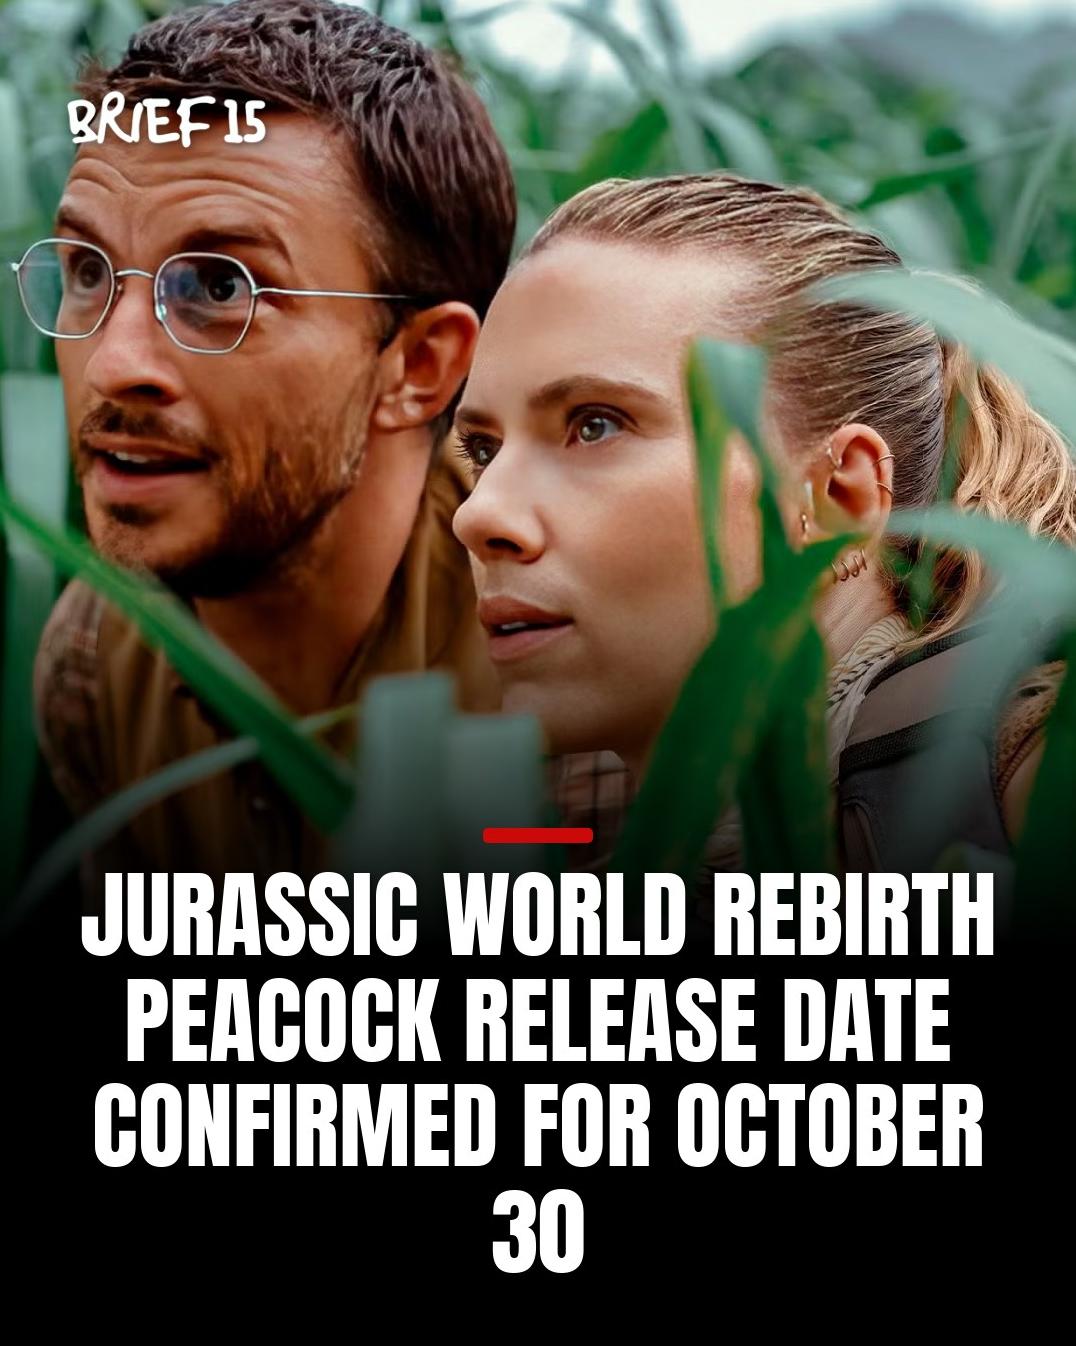 BRIEF 15
JURASSIC WORLD REBIRTH
PEACOCK RELEASE DATE
CONFIRMED FOR OCTOBER
30